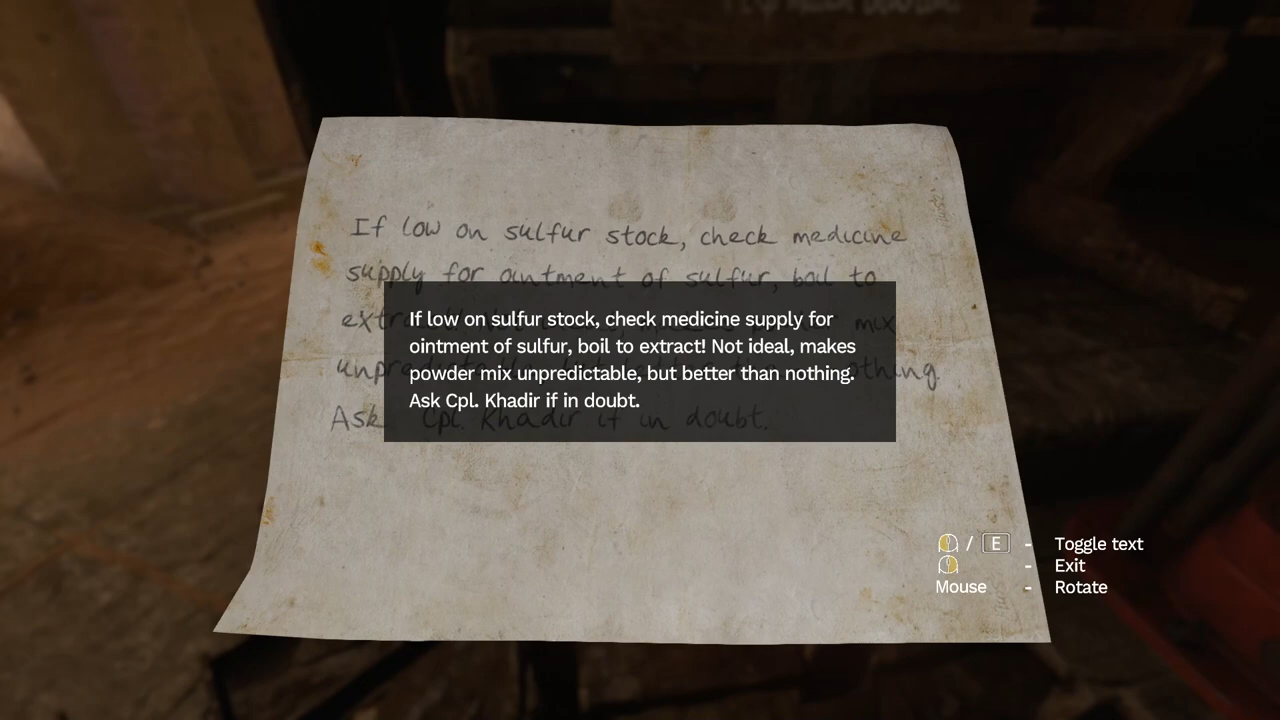 If low on sulfur stock, check medicine
supply for ointment of sulfur, boil to
Ask Cpl. Khadir if in doubt.
If low on sulfur stock, check medicine supply for
ointment of sulfur, boil to extract! Not ideal, makes
powder mix unpredictable, but better than nothing.
Ask Cpl. Khadir if in doubt.
/ E - Toggle text
- Exit
Mouse - Rotate